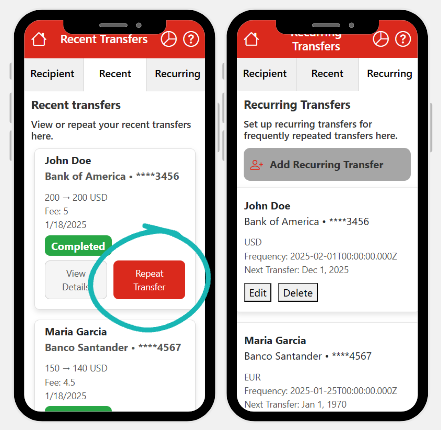 Recent Transfers
Recipient
Recent
Recurring
Recent transfers
View or repeat your recent transfers
here.
John Doe
Bank of America • ****3456
200 → 200 USD
Fee: 5
1/18/2025
Completed
View
Details
Repeat
Transfer
Maria Garcia
Banco Santander • ****4567
150 → 140 USD
Fee: 4.5
1/18/2025
Recurring
Transfers
Recipient
Recent
Recurring
Recurring Transfers
Set up recurring transfers for
frequently repeated transfers here.
Add Recurring Transfer
John Doe
Bank of America • ****3456
USD
Frequency: 2025-02-01T00:00:00.000Z
Next Transfer: Dec 1, 2025
Edit
Delete
Maria Garcia
Banco Santander • ****4567
EUR
Frequency: 2025-01-25T00:00:00.000Z
Next Transfer: Jan 1, 1970